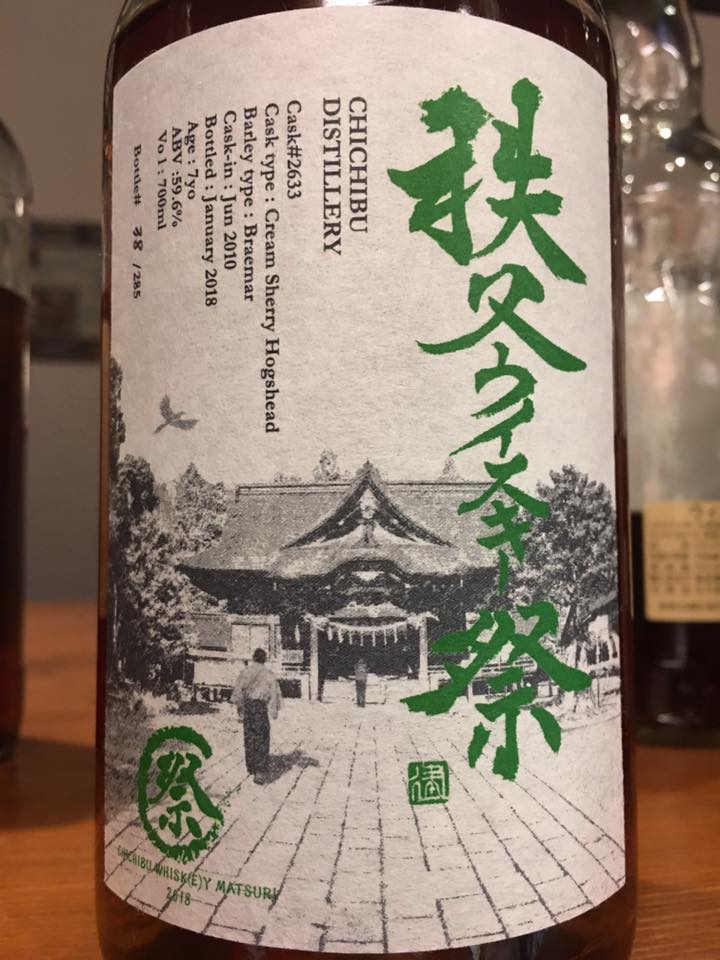 秩父ウイスキー祭
CHICHIBU
DISTILLERY
Cask#2633
Cask type : Cream Sherry Hogshead
Barley type : Braemar
Cask-in : Jun 2010
Bottled : January 2018
Age : 7yo
ABV :59.6%
Vol : 700ml
Bottle# 38 /285
祭
CHICHIBU WHISK(E)Y MATSURI
2018